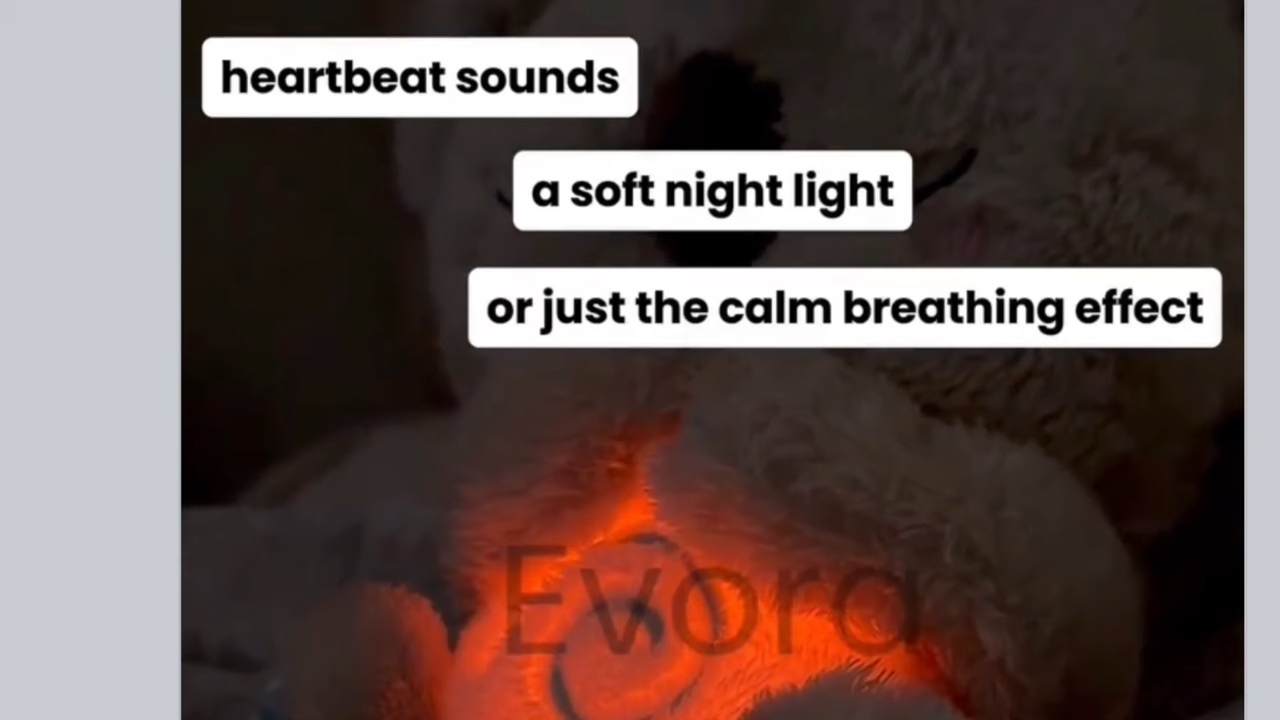 heartbeat sounds
a soft night light
or just the calm breathing effect
Evora